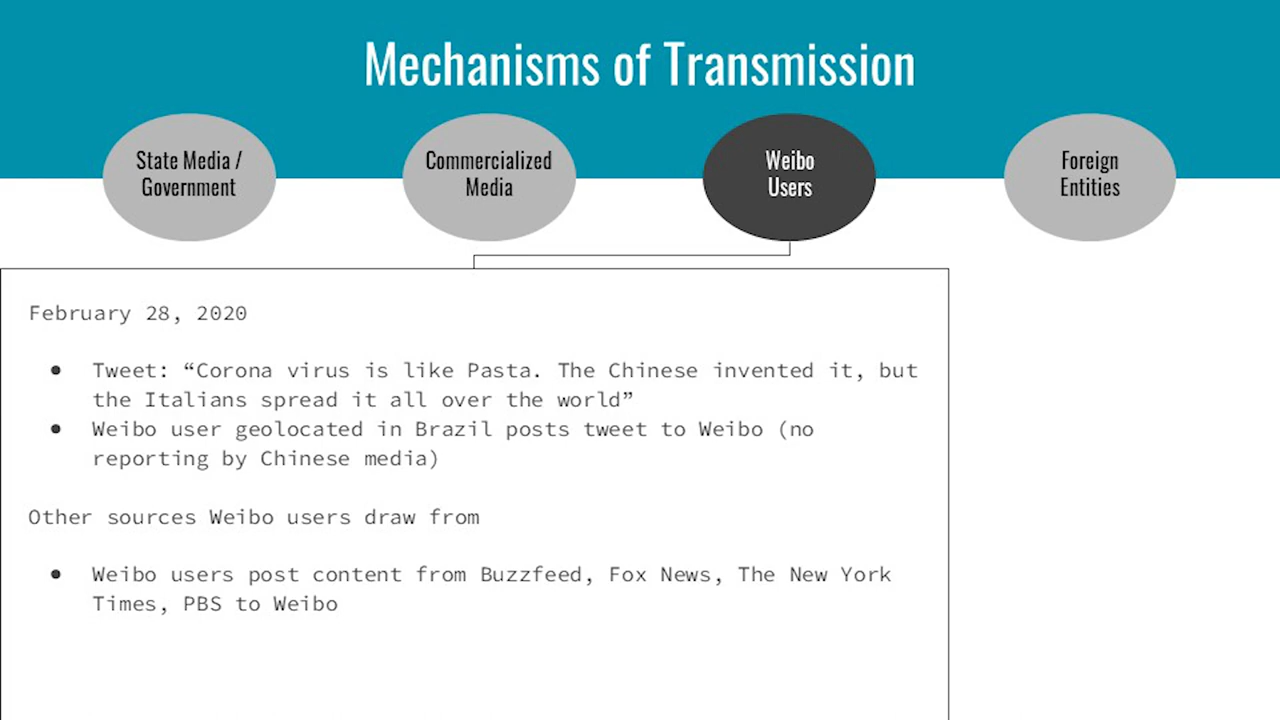 Mechanisms of Transmission
State Media /
Government
Commercialized
Media
Weibo
Users
Foreign
Entities
February 28, 2020
● Tweet: “Corona virus is like Pasta. The Chinese invented it, but
the Italians spread it all over the world”
● Weibo user geolocated in Brazil posts tweet to Weibo (no
reporting by Chinese media)
Other sources Weibo users draw from
● Weibo users post content from Buzzfeed, Fox News, The New York
Times, PBS to Weibo